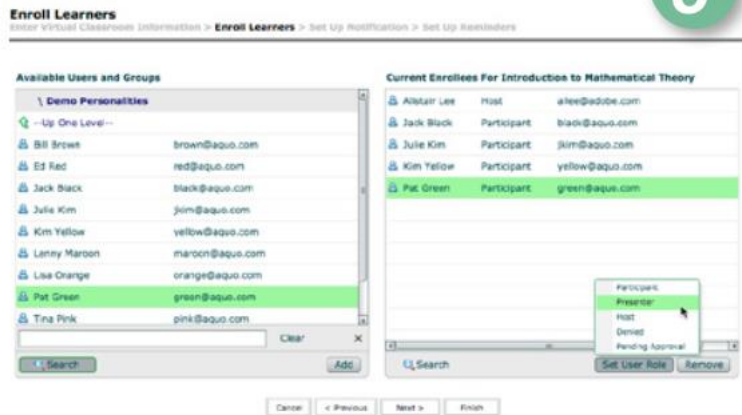 Enroll Learners
Enter Virtual Classroom Information > Enroll Learners > Set Up Notification > Set Up Reminders
Available Users and Groups
\ Demo Personalities
--Up One Level--
Bill Brown brown@aquo.com
Ed Red red@aquo.com
Jack Black black@aquo.com
Julie Kim jkim@aquo.com
Kim Yellow yellow@aquo.com
Lenny Maroon maroon@aquo.com
Lisa Orange orange@aquo.com
Pat Green green@aquo.com
Tina Pink pink@aquo.com
Clear X
Search Add
Current Enrollees For Introduction to Mathematical Theory
Alistair Lee Host allee@adobe.com
Jack Black Participant black@aquo.com
Julie Kim Participant jkim@aquo.com
Kim Yellow Participant yellow@aquo.com
Pat Green Participant green@aquo.com
Participant
Presenter
Host
Denied
Pending Approval
Search Set User Role Remove
Cancel < Previous Next > Finish